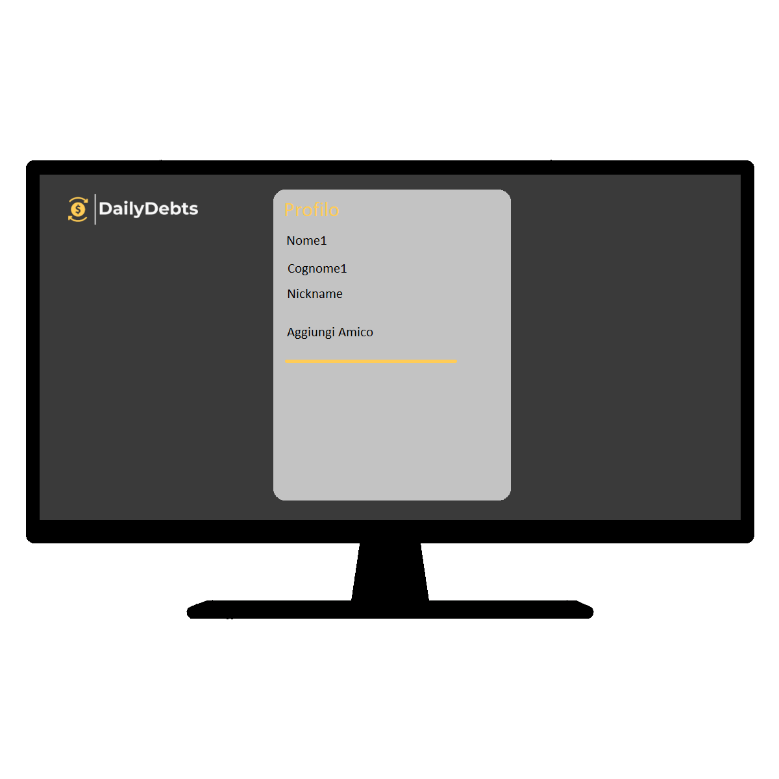 DailyDebts
Profilo
Nome1
Cognome1
Nickname
Aggiungi Amico